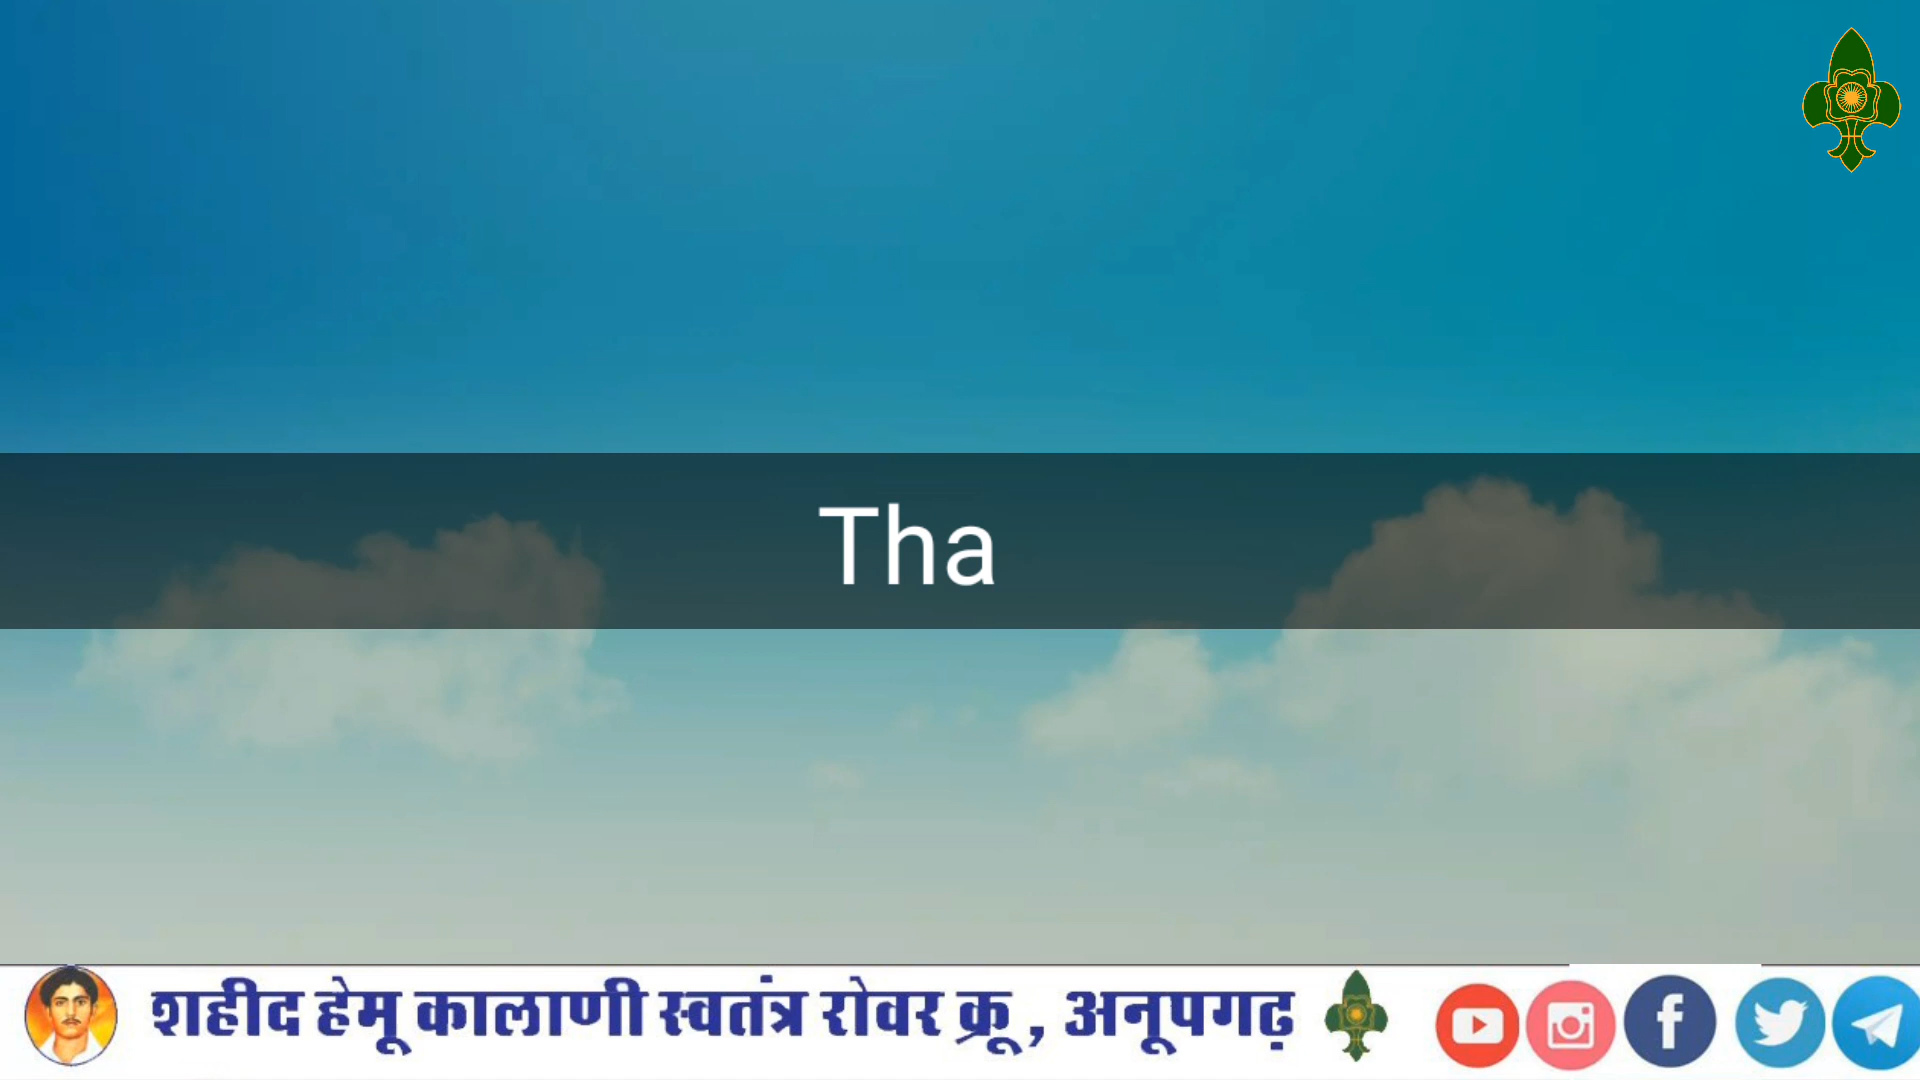 Tha
शहीद हेमू कालाणी स्वतंत्र रोवर क्रू , अनूपगढ़